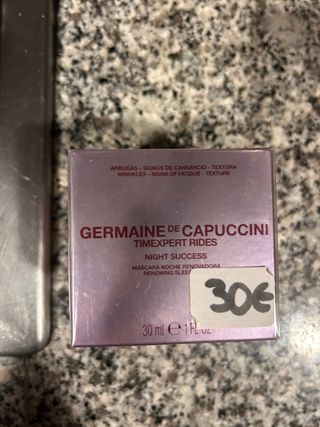 ARRUGAS - SIGNOS DE CANSANCIO - TEXTURA
WRINKLES - SIGNS OF FATIGUE - TEXTURE
GERMAINE DE CAPUCCINI
TIMEXPERT RIDES
NIGHT SUCCESS
MÁSCARA NOCHE RENOVADORA
RENEWING
30€
30 ml e 1 FL OZ